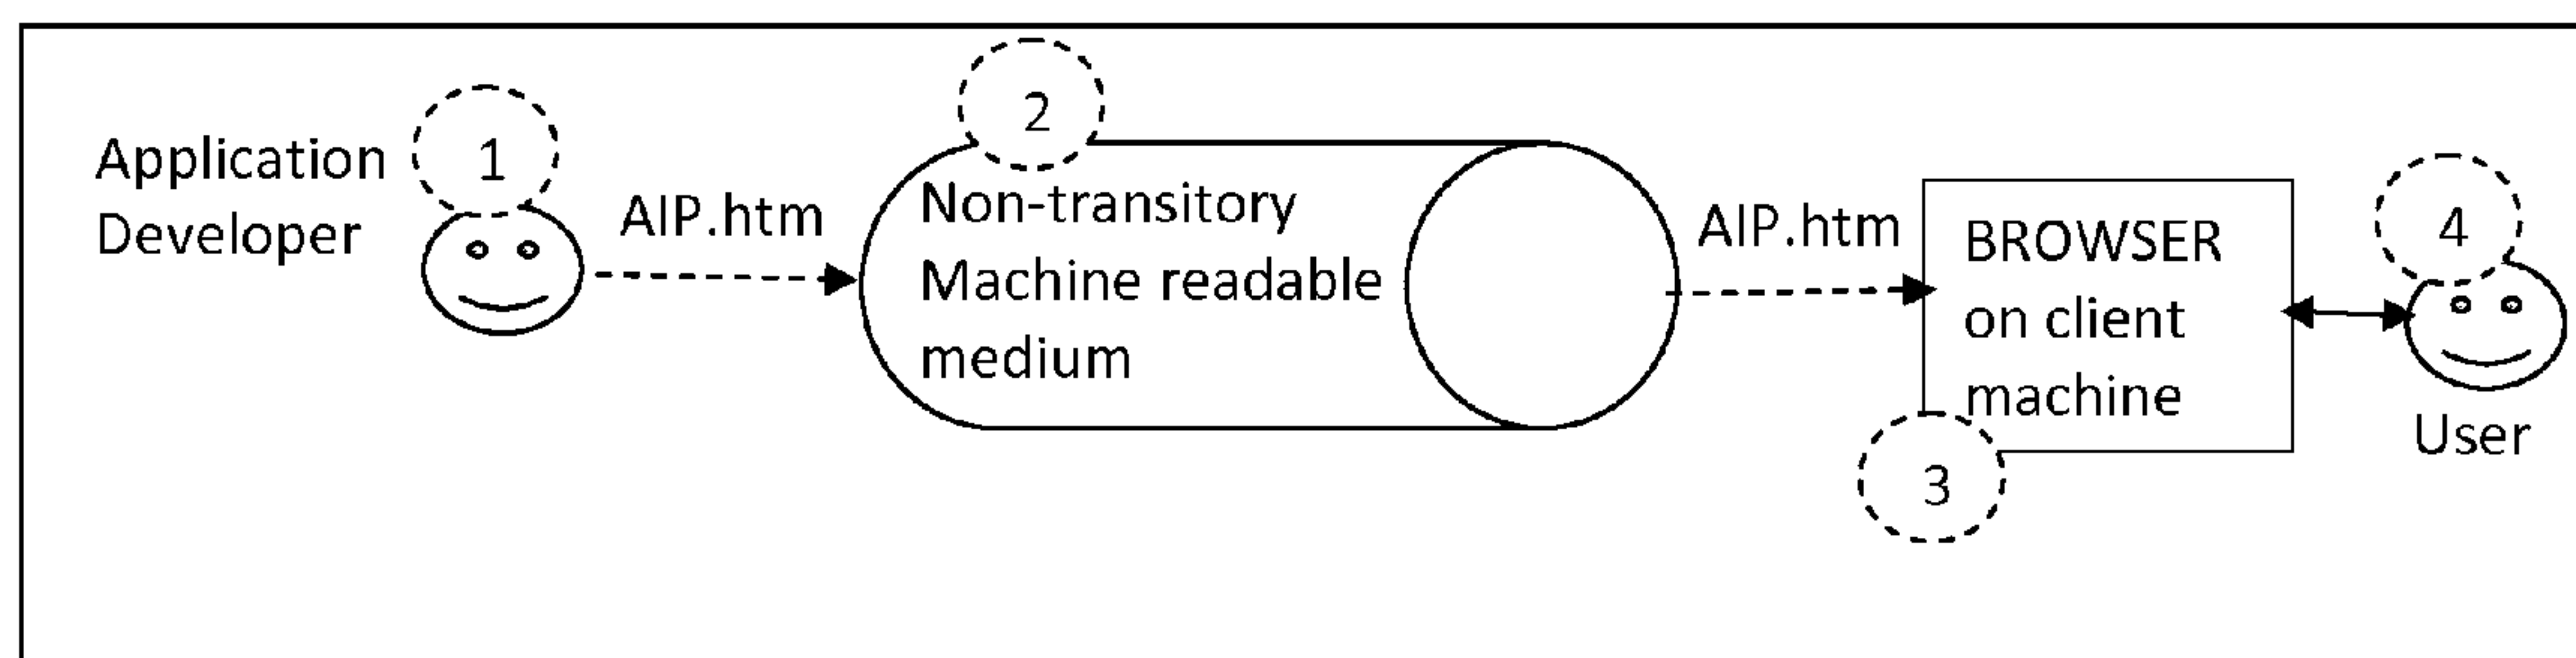 Application
Developer
1
AIP.htm
2
Non-transitory
Machine readable
medium
AIP.htm
BROWSER
on client
machine
3
4
User